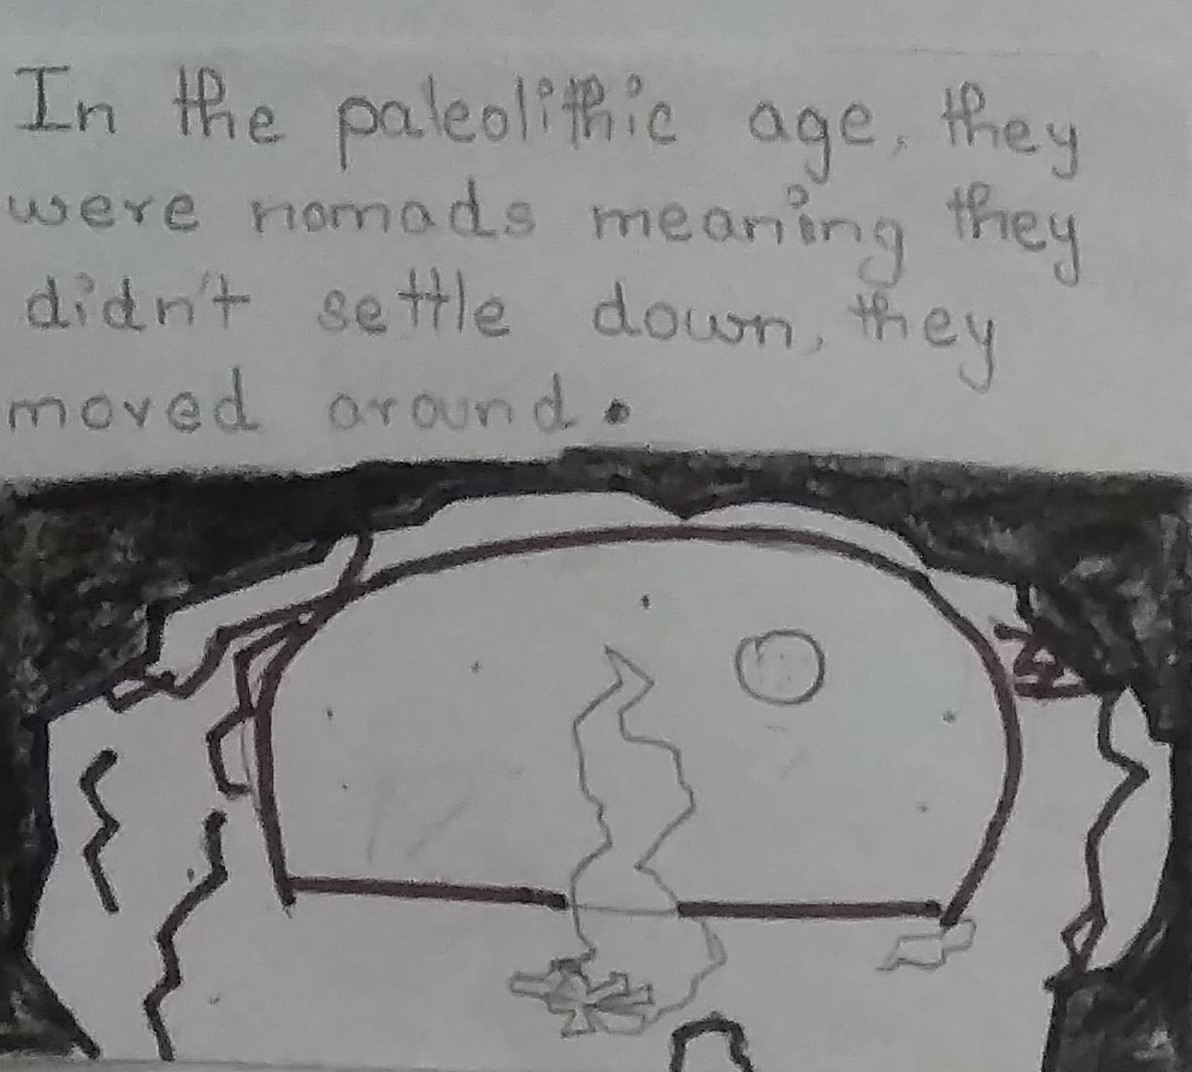 In the paleolithic age, they
were nomads meaning they
didn't settle down, they
moved around.